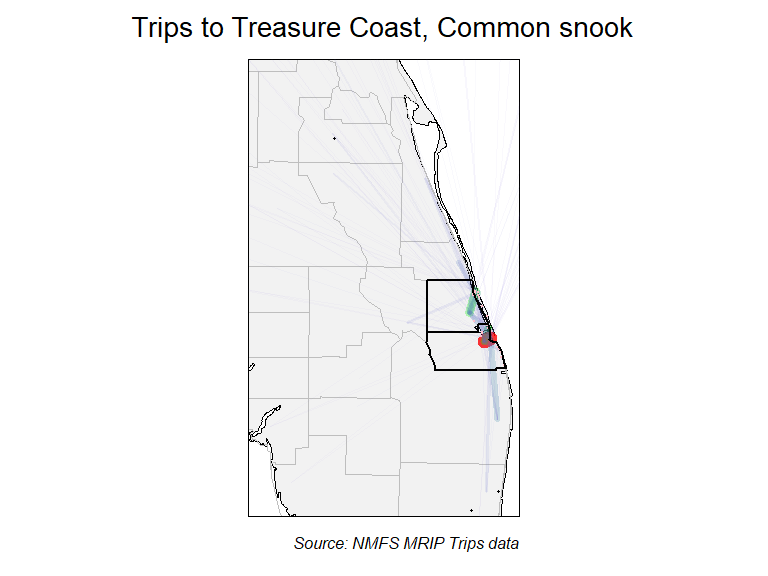 Trips to Treasure Coast, Common snook
Source: NMFS MRIP Trips data